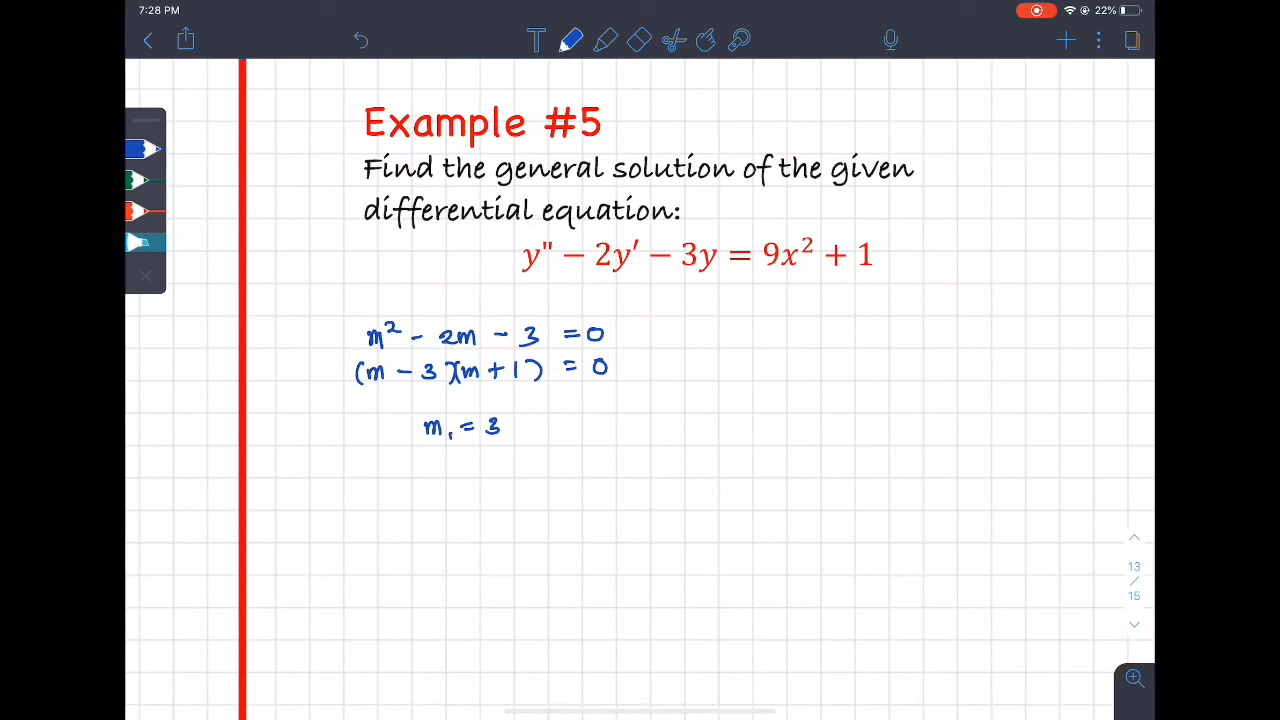 7:28 PM
22%
T
Example #5
Find the general solution of the given
differential equation:
y" − 2y′ − 3y = 9x² + 1
m² - 2m - 3 = 0
(m - 3)(m + 1) = 0
m₁ = 3
13
/
15